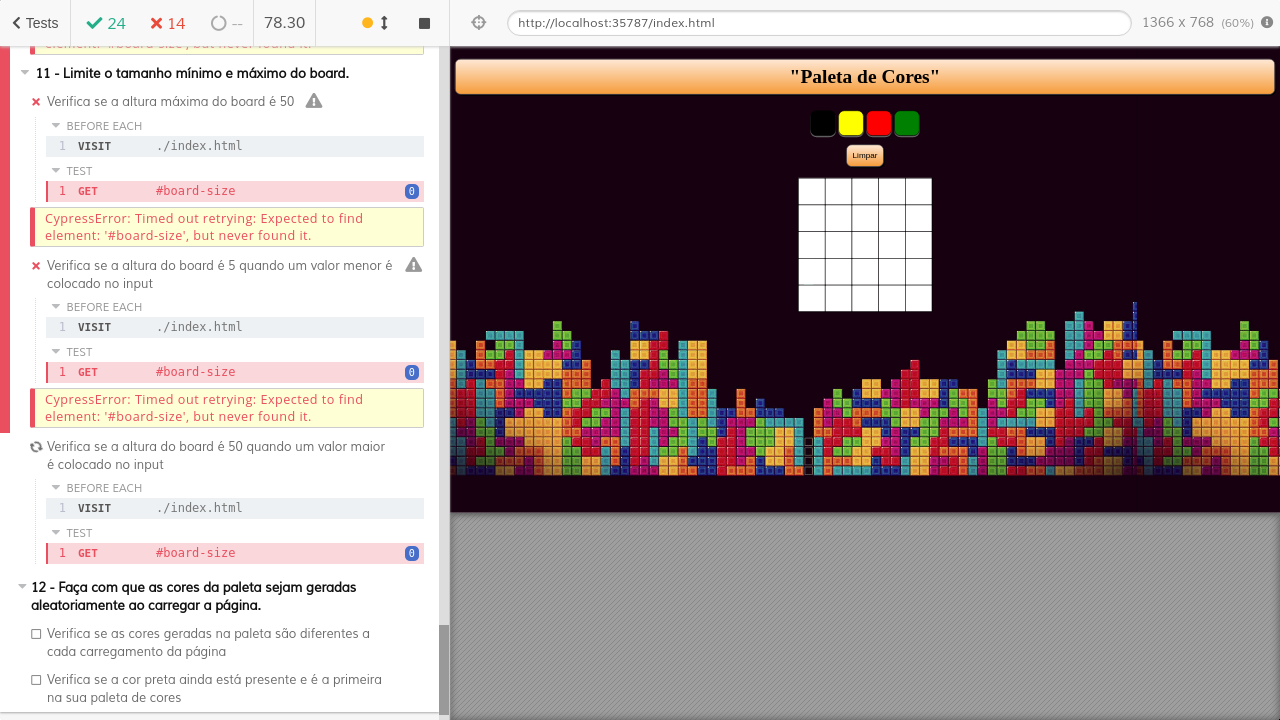 Tests
24
14
--
78.30
http://localhost:35787/index.html
1366 x 768 (60%)
element: '#board-size', but never found it.
11 - Limite o tamanho mínimo e máximo do board.
Verifica se a altura máxima do board é 50
BEFORE EACH
1 VISIT ./index.html
TEST
1 GET #board-size 0
CypressError: Timed out retrying: Expected to find
element: '#board-size', but never found it.
Verifica se a altura do board é 5 quando um valor menor é
colocado no input
BEFORE EACH
1 VISIT ./index.html
TEST
1 GET #board-size 0
CypressError: Timed out retrying: Expected to find
element: '#board-size', but never found it.
Verifica se a altura do board é 50 quando um valor maior
é colocado no input
BEFORE EACH
1 VISIT ./index.html
TEST
1 GET #board-size 0
12 - Faça com que as cores da paleta sejam geradas
aleatoriamente ao carregar a página.
Verifica se as cores geradas na paleta são diferentes a
cada carregamento da página
Verifica se a cor preta ainda está presente e é a primeira
na sua paleta de cores
"Paleta de Cores"
Limpar